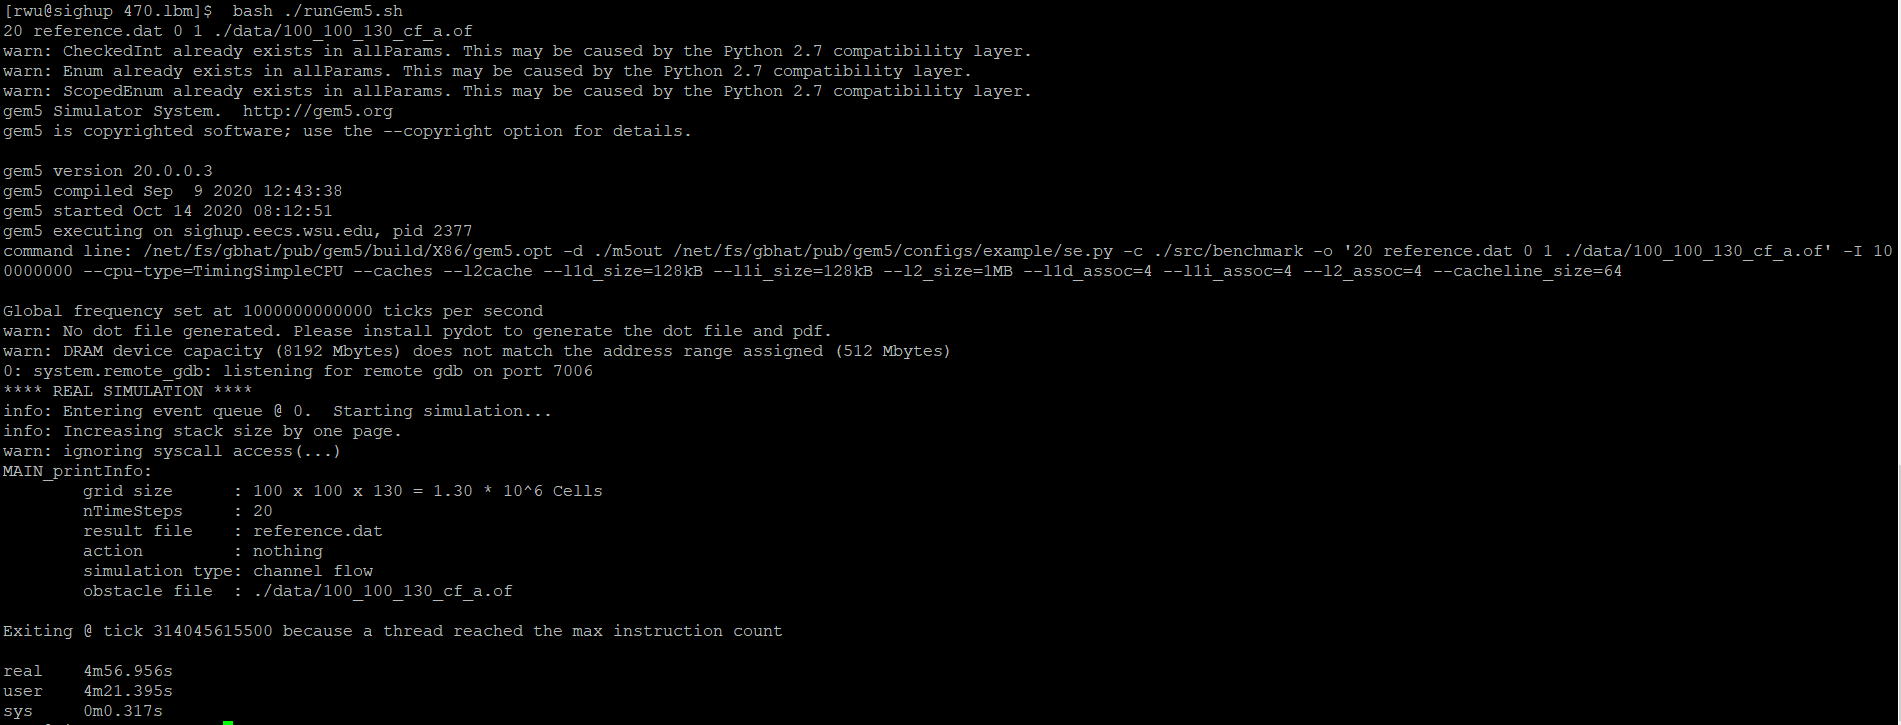 [rwu@sighup 470.lbm]$  bash ./runGem5.sh
20 reference.dat 0 1 ./data/100_100_130_cf_a.of
warn: CheckedInt already exists in allParams. This may be caused by the Python 2.7 compatibility layer.
warn: Enum already exists in allParams. This may be caused by the Python 2.7 compatibility layer.
warn: ScopedEnum already exists in allParams. This may be caused by the Python 2.7 compatibility layer.
gem5 Simulator System.  http://gem5.org
gem5 is copyrighted software; use the --copyright option for details.
gem5 version 20.0.0.3
gem5 compiled Sep  9 2020 12:43:38
gem5 started Oct 14 2020 08:12:51
gem5 executing on sighup.eecs.wsu.edu, pid 2377
command line: /net/fs/gbhat/pub/gem5/build/X86/gem5.opt -d ./m5out /net/fs/gbhat/pub/gem5/configs/example/se.py -c ./src/benchmark -o '20 reference.dat 0 1 ./data/100_100_130_cf_a.of' -I 10
0000000 --cpu-type=TimingSimpleCPU --caches --l2cache --l1d_size=128kB --l1i_size=128kB --l2_size=1MB --l1d_assoc=4 --l1i_assoc=4 --l2_assoc=4 --cacheline_size=64
Global frequency set at 1000000000000 ticks per second
warn: No dot file generated. Please install pydot to generate the dot file and pdf.
warn: DRAM device capacity (8192 Mbytes) does not match the address range assigned (512 Mbytes)
0: system.remote_gdb: listening for remote gdb on port 7006
**** REAL SIMULATION ****
info: Entering event queue @ 0.  Starting simulation...
info: Increasing stack size by one page.
warn: ignoring syscall access(...)
MAIN_printInfo:
        grid size      : 100 x 100 x 130 = 1.30 * 10^6 Cells
        nTimeSteps     : 20
        result file    : reference.dat
        action         : nothing
        simulation type: channel flow
        obstacle file  : ./data/100_100_130_cf_a.of
Exiting @ tick 314045615500 because a thread reached the max instruction count
real    4m56.956s
user    4m21.395s
sys     0m0.317s